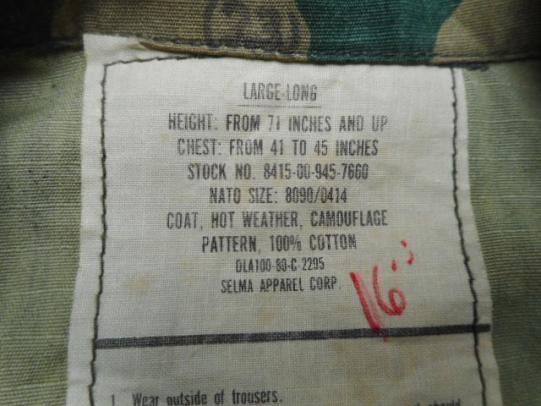 (23)
LARGE-LONG
HEIGHT: FROM 71 INCHES AND UP
CHEST: FROM 41 TO 45 INCHES
STOCK NO. 8415-00-945-7660
NATO SIZE: 8090/0414
COAT, HOT WEATHER, CAMOUFLAGE
PATTERN, 100% COTTON
DLA100-80-C-2295
SELMA APPAREL CORP.
16"
1. Wear outside of trousers.
should